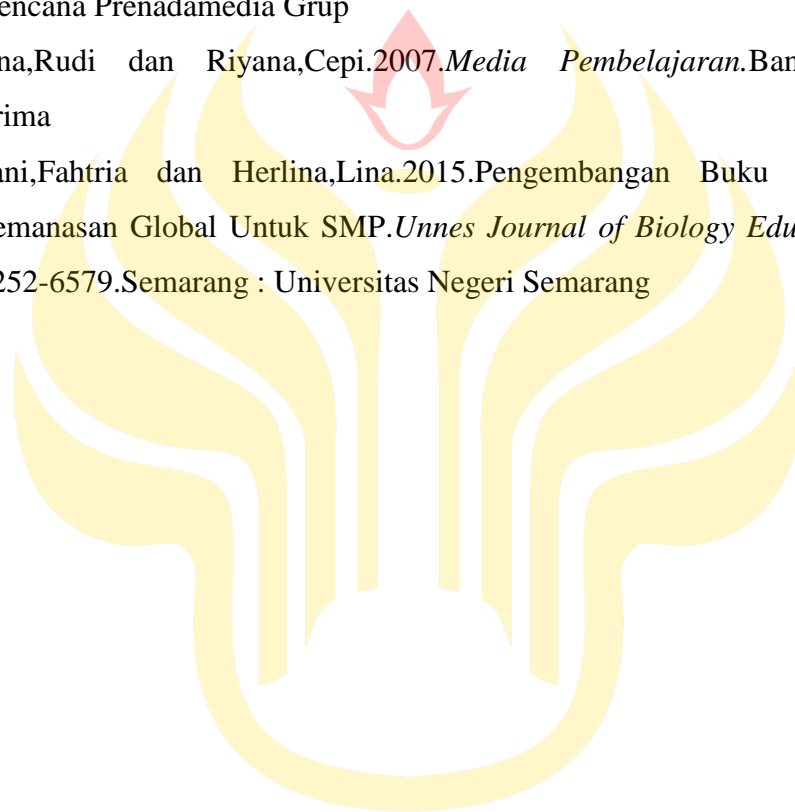 encana Prenadamedia Grup
na,Rudi dan Riyana,Cepi.2007.Media Pembelajaran.Ban
rima
ani,Fahtria dan Herlina,Lina.2015.Pengembangan Buku
emanasan Global Untuk SMP.Unnes Journal of Biology Edu
252-6579.Semarang : Universitas Negeri Semarang